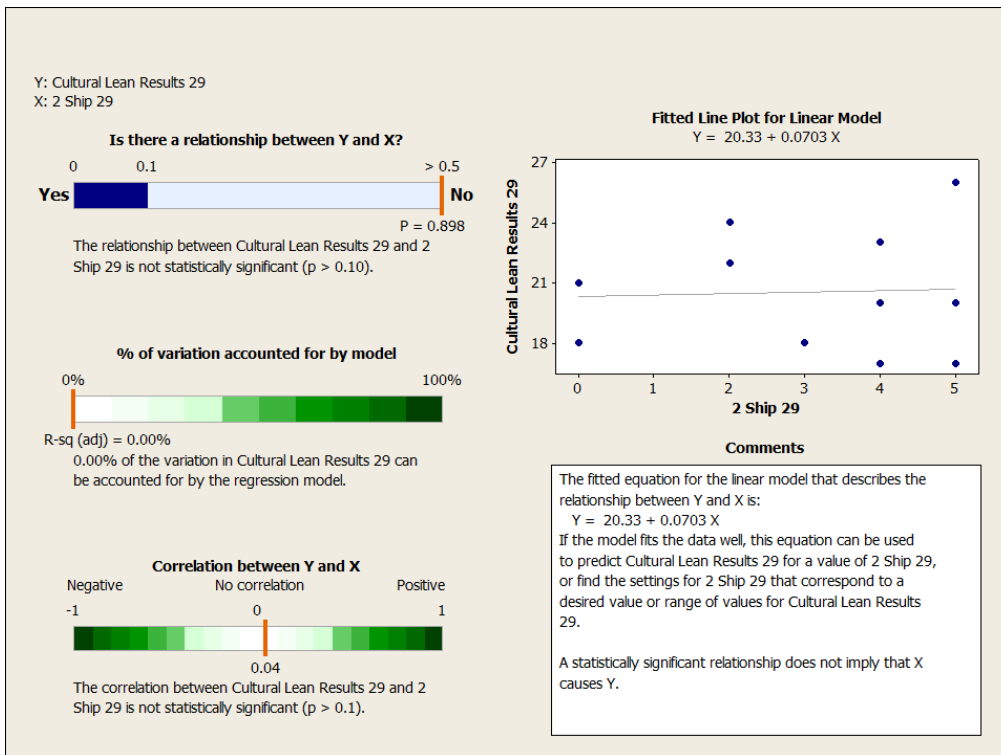 Y: Cultural Lean Results 29
X: 2 Ship 29
Is there a relationship between Y and X?
0 0.1 > 0.5
Yes No
P = 0.898
The relationship between Cultural Lean Results 29 and 2
Ship 29 is not statistically significant (p > 0.10).
% of variation accounted for by model
0% 100%
R-sq (adj) = 0.00%
0.00% of the variation in Cultural Lean Results 29 can
be accounted for by the regression model.
Correlation between Y and X
Negative No correlation Positive
-1 0 1
0.04
The correlation between Cultural Lean Results 29 and 2
Ship 29 is not statistically significant (p > 0.1).
Fitted Line Plot for Linear Model
Y = 20.33 + 0.0703 X
Cultural Lean Results 29
27
24
21
18
0 1 2 3 4 5
2 Ship 29
Comments
The fitted equation for the linear model that describes the
relationship between Y and X is:
Y = 20.33 + 0.0703 X
If the model fits the data well, this equation can be used
to predict Cultural Lean Results 29 for a value of 2 Ship 29,
or find the settings for 2 Ship 29 that correspond to a
desired value or range of values for Cultural Lean Results
29.
A statistically significant relationship does not imply that X
causes Y.